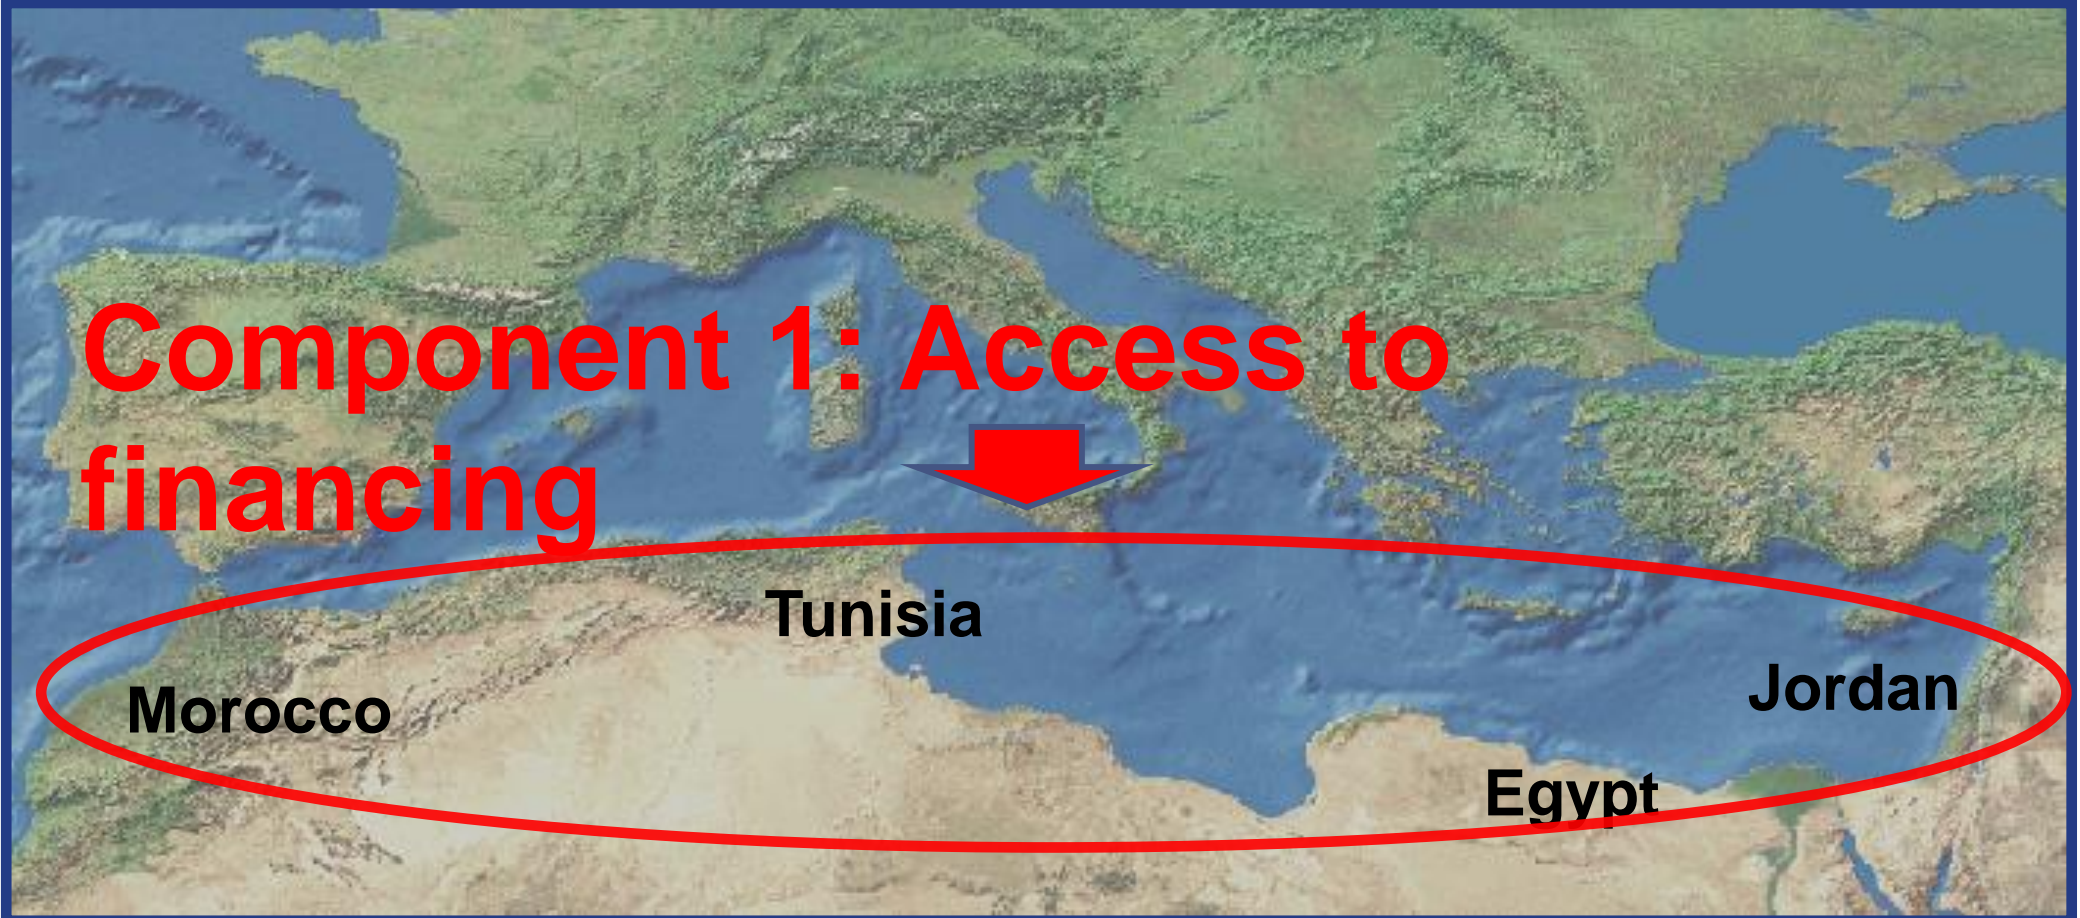 Component 1: Access to
financing
Tunisia
Jordan
Morocco
Egypt